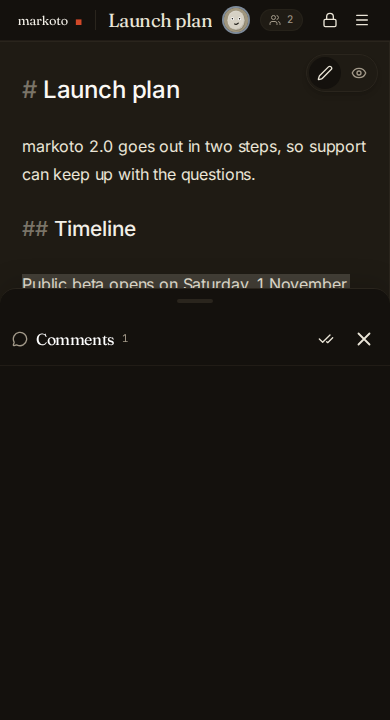 markoto
Launch plan
2
# Launch plan
markoto 2.0 goes out in two steps, so support
can keep up with the questions.
## Timeline
Public beta opens on Saturday, 1 November
Comments 1